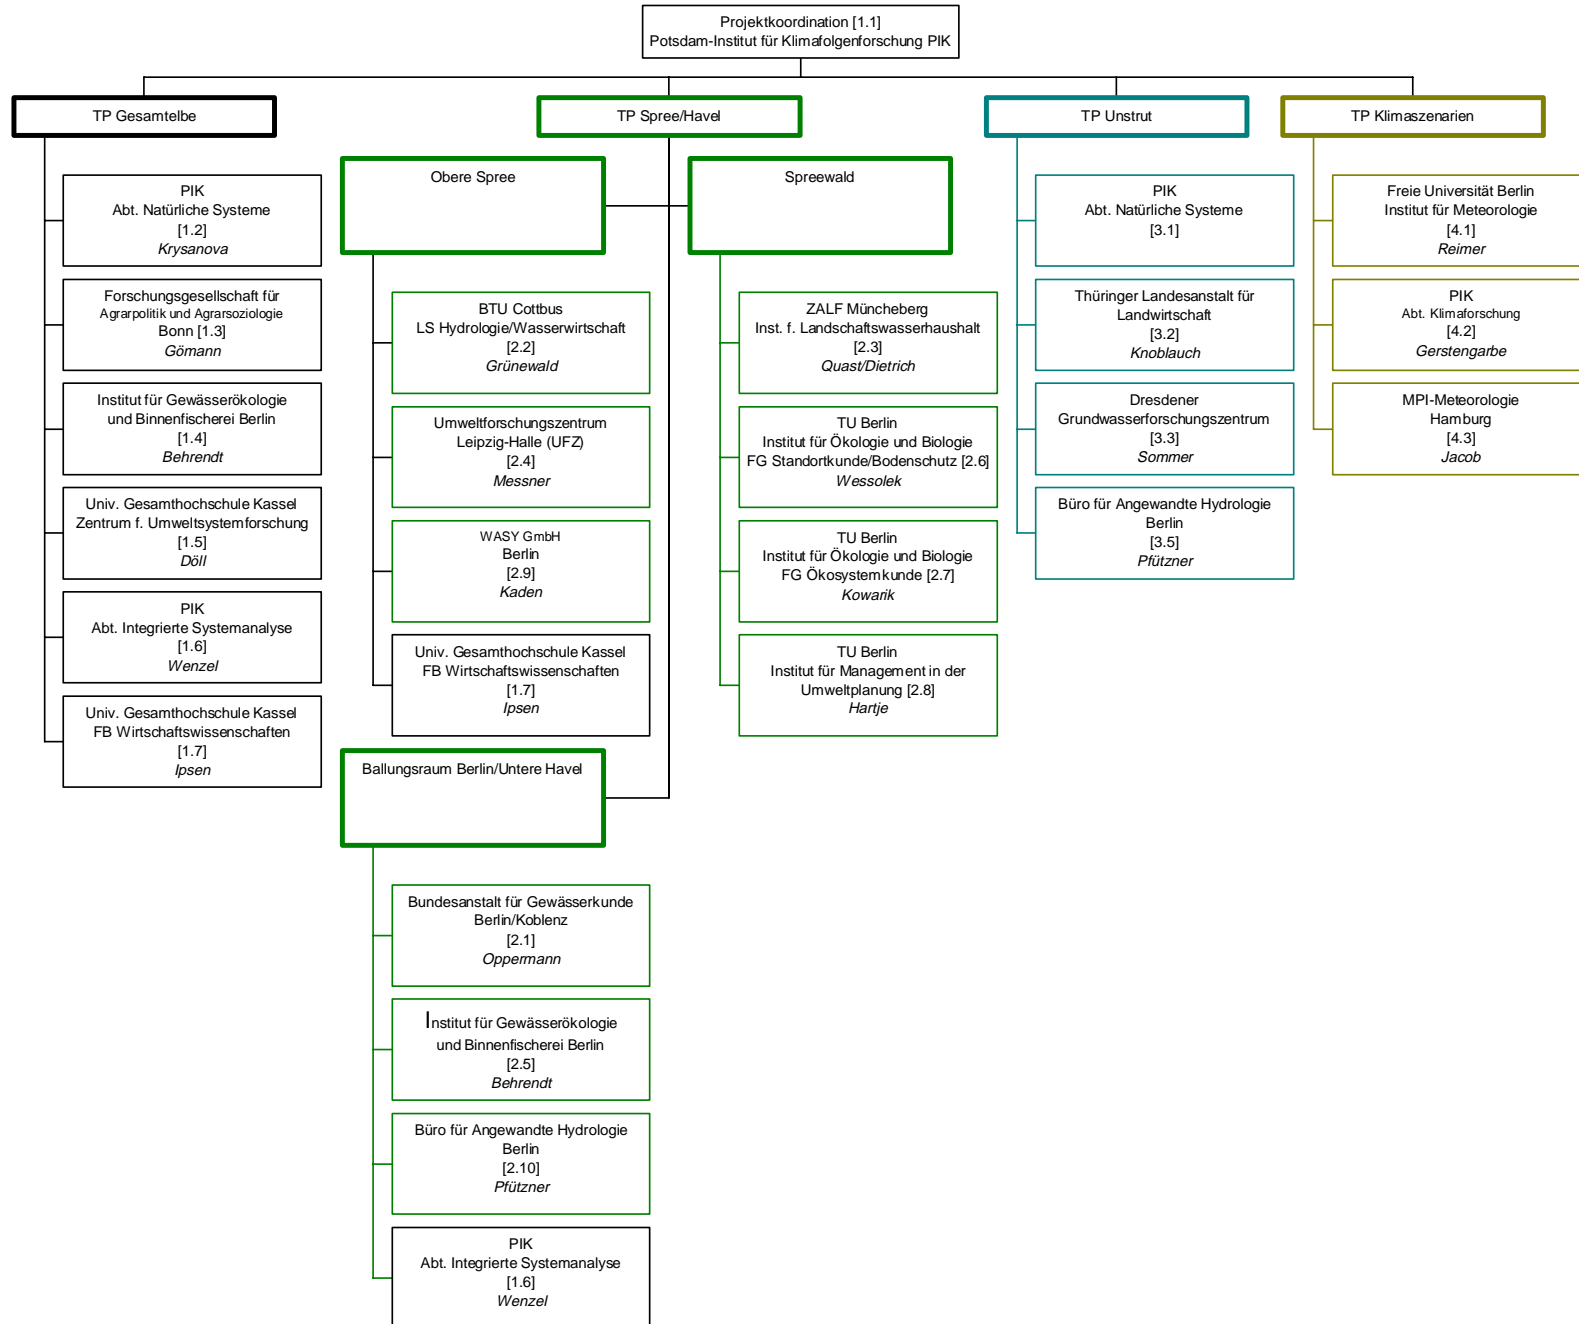 Projektkoordination [1.1]
Potsdam-Institut für Klimafolgenforschung PIK
TP Gesamtelbe
PIK
Abt. Natürliche Systeme
[1.2]
Krysanova
Forschungsgesellschaft für
Agrarpolitik und Agrarsoziologie
Bonn [1.3]
Gömann
Institut für Gewässerökologie
und Binnenfischerei Berlin
[1.4]
Behrendt
Univ. Gesamthochschule Kassel
Zentrum f. Umweltsystemforschung
[1.5]
Döll
PIK
Abt. Integrierte Systemanalyse
[1.6]
Wenzel
Univ. Gesamthochschule Kassel
FB Wirtschaftswissenschaften
[1.7]
Ipsen
TP Spree/Havel
Obere Spree
BTU Cottbus
LS Hydrologie/Wasserwirtschaft
[2.2]
Grünewald
Umweltforschungszentrum
Leipzig-Halle (UFZ)
[2.4]
Messner
WASY GmbH
Berlin
[2.9]
Kaden
Univ. Gesamthochschule Kassel
FB Wirtschaftswissenschaften
[1.7]
Ipsen
Spreewald
ZALF Müncheberg
Inst. f. Landschaftswasserhaushalt
[2.3]
Quast/Dietrich
TU Berlin
Institut für Ökologie und Biologie
FG Standortkunde/Bodenschutz [2.6]
Wessolek
TU Berlin
Institut für Ökologie und Biologie
FG Ökosystemkunde [2.7]
Kowarik
TU Berlin
Institut für Management in der
Umweltplanung [2.8]
Hartje
Ballungsraum Berlin/Untere Havel
Bundesanstalt für Gewässerkunde
Berlin/Koblenz
[2.1]
Oppermann
Institut für Gewässerökologie
und Binnenfischerei Berlin
[2.5]
Behrendt
Büro für Angewandte Hydrologie
Berlin
[2.10]
Pfützner
PIK
Abt. Integrierte Systemanalyse
[1.6]
Wenzel
TP Unstrut
PIK
Abt. Natürliche Systeme
[3.1]
Thüringer Landesanstalt für
Landwirtschaft
[3.2]
Knoblauch
Dresdener
Grundwasserforschungszentrum
[3.3]
Sommer
Büro für Angewandte Hydrologie
Berlin
[3.5]
Pfützner
TP Klimaszenarien
Freie Universität Berlin
Institut für Meteorologie
[4.1]
Reimer
PIK
Abt. Klimaforschung
[4.2]
Gerstengarbe
MPI-Meteorologie
Hamburg
[4.3]
Jacob